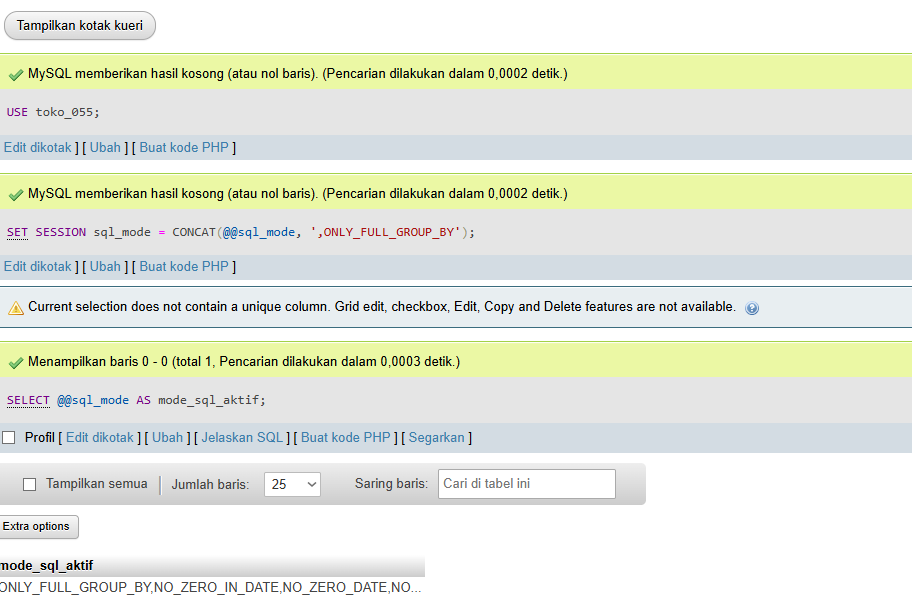 Tampilkan kotak kueri
MySQL memberikan hasil kosong (atau nol baris). (Pencarian dilakukan dalam 0,0002 detik.)
USE toko_055;
Edit dikotak ] [ Ubah ] [ Buat kode PHP ]
MySQL memberikan hasil kosong (atau nol baris). (Pencarian dilakukan dalam 0,0002 detik.)
SET SESSION sql_mode = CONCAT(@@sql_mode, ',ONLY_FULL_GROUP_BY');
Edit dikotak ] [ Ubah ] [ Buat kode PHP ]
Current selection does not contain a unique column. Grid edit, checkbox, Edit, Copy and Delete features are not available.
Menampilkan baris 0 - 0 (total 1, Pencarian dilakukan dalam 0,0003 detik.)
SELECT @@sql_mode AS mode_sql_aktif;
Profil [ Edit dikotak ] [ Ubah ] [ Jelaskan SQL ] [ Buat kode PHP ] [ Segarkan ]
Tampilkan semua | Jumlah baris: 25 Saring baris: Cari di tabel ini
Extra options
mode_sql_aktif
ONLY_FULL_GROUP_BY,NO_ZERO_IN_DATE,NO_ZERO_DATE,NO...